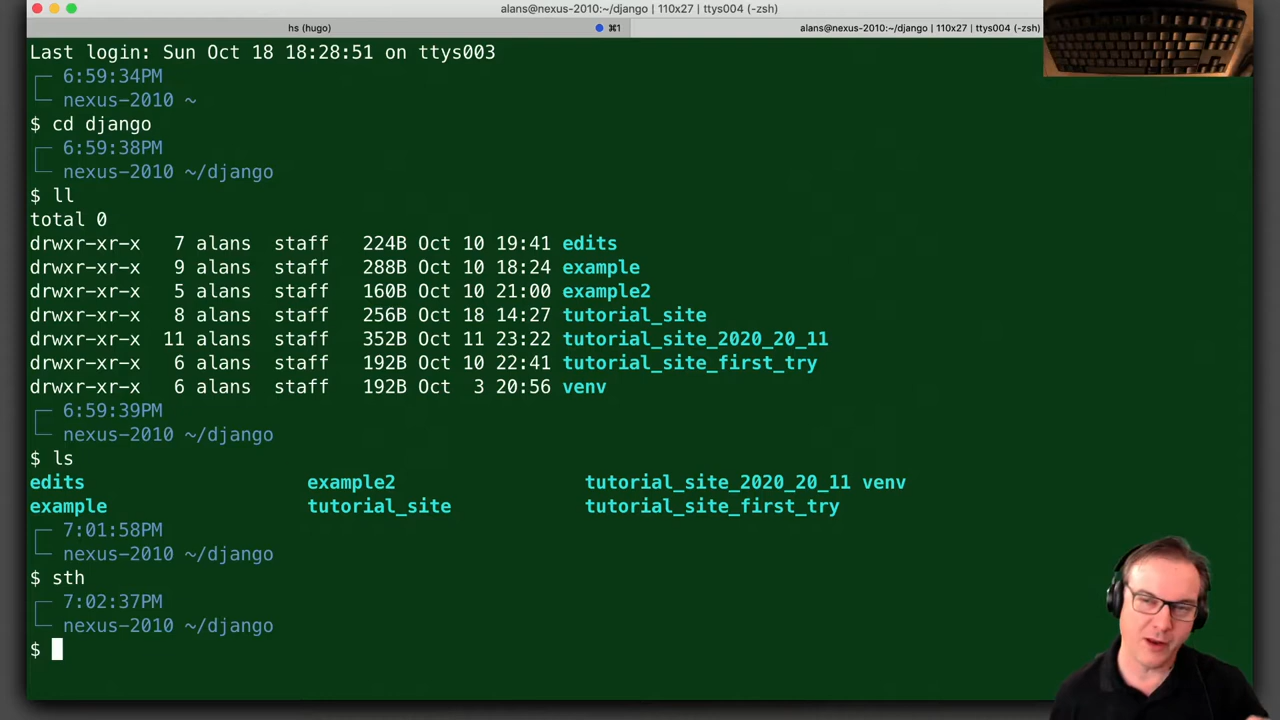 alans@nexus-2010:~/django | 110x27 | ttys004 (-zsh)
hs (hugo) ⌘1 alans@nexus-2010:~/django | 110x27 | ttys004 (-zsh)
Last login: Sun Oct 18 18:28:51 on ttys003
6:59:34PM
nexus-2010 ~
$ cd django
6:59:38PM
nexus-2010 ~/django
$ ll
total 0
drwxr-xr-x 7 alans staff 224B Oct 10 19:41 edits
drwxr-xr-x 9 alans staff 288B Oct 10 18:24 example
drwxr-xr-x 5 alans staff 160B Oct 10 21:00 example2
drwxr-xr-x 8 alans staff 256B Oct 18 14:27 tutorial_site
drwxr-xr-x 11 alans staff 352B Oct 11 23:22 tutorial_site_2020_20_11
drwxr-xr-x 6 alans staff 192B Oct 10 22:41 tutorial_site_first_try
drwxr-xr-x 6 alans staff 192B Oct 3 20:56 venv
6:59:39PM
nexus-2010 ~/django
$ ls
edits example2 tutorial_site_2020_20_11 venv
example tutorial_site tutorial_site_first_try
7:01:58PM
nexus-2010 ~/django
$ sth
7:02:37PM
nexus-2010 ~/django
$